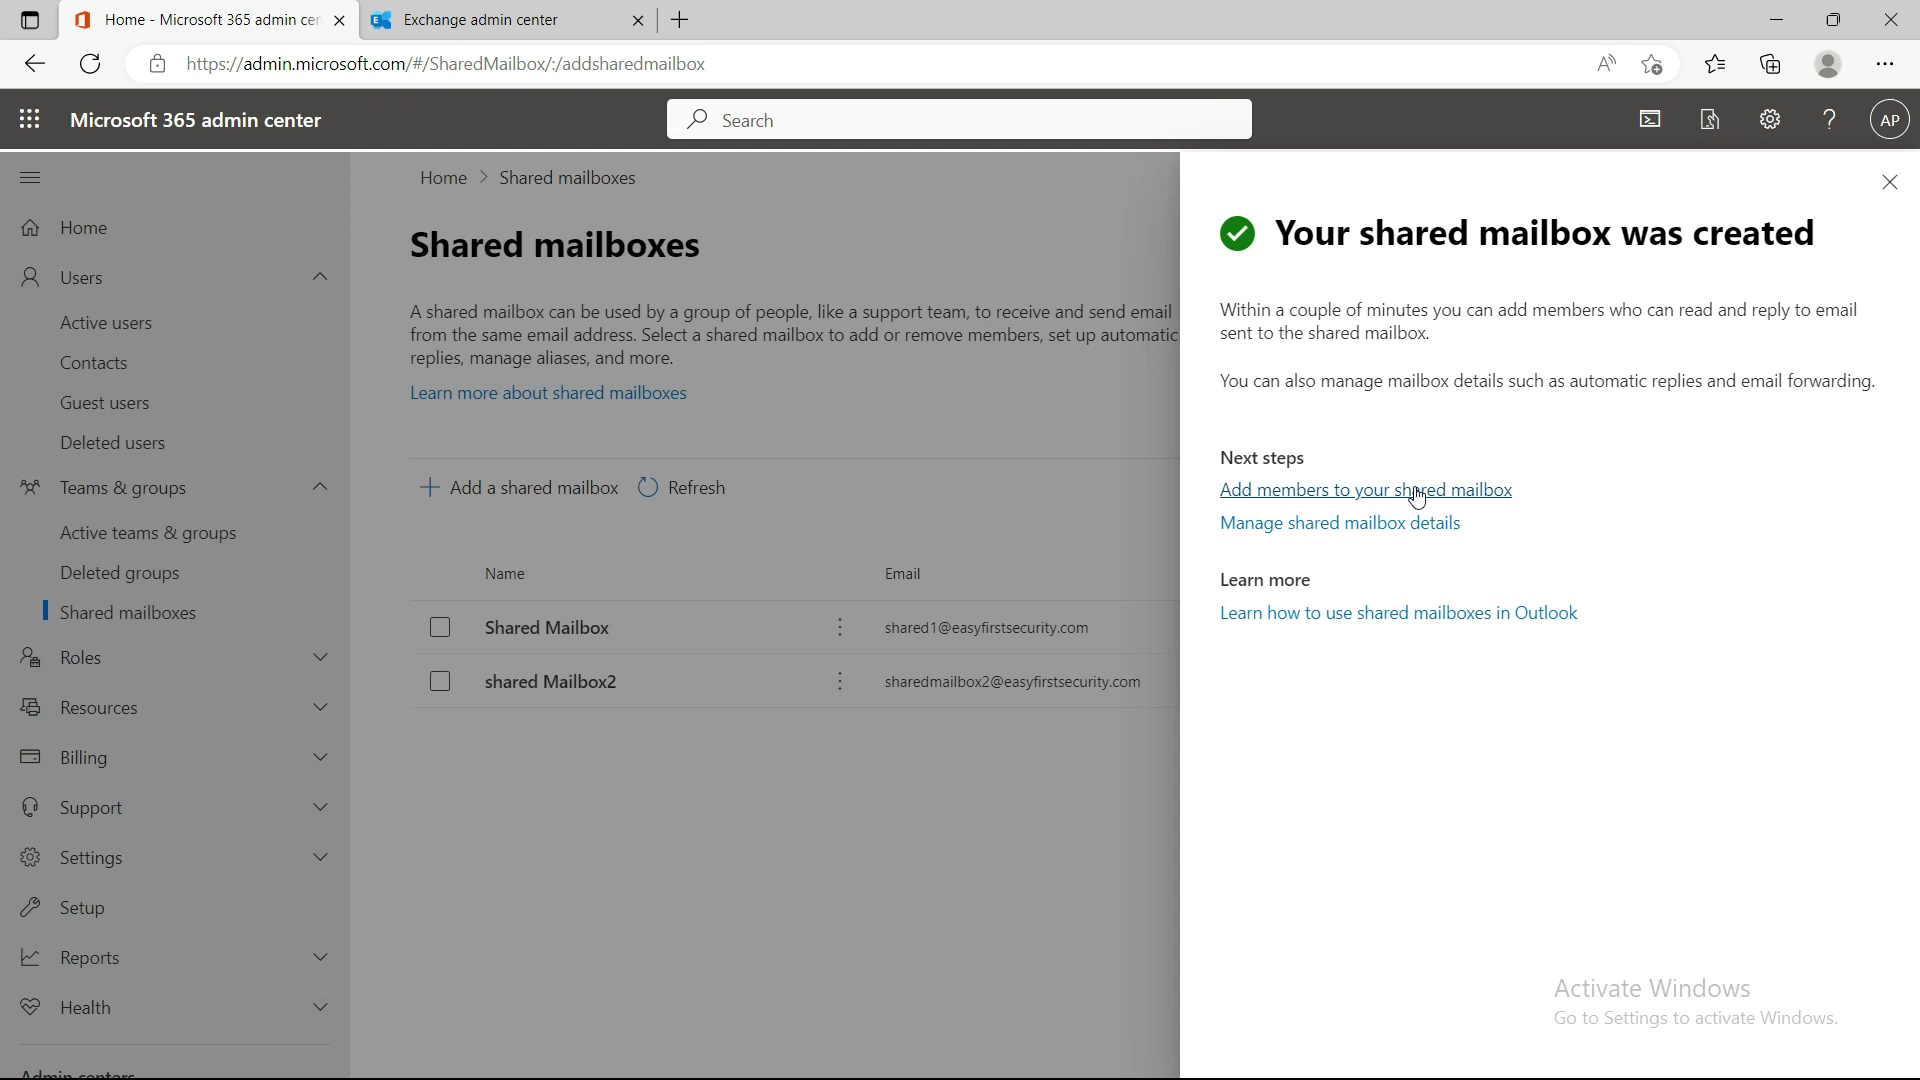 Home - Microsoft 365 admin cen
Exchange admin center
https://admin.microsoft.com/#/SharedMailbox/:/addsharedmailbox
Microsoft 365 admin center
Search
AP
Home
Users
Active users
Contacts
Guest users
Deleted users
Teams & groups
Active teams & groups
Deleted groups
Shared mailboxes
Roles
Resources
Billing
Support
Settings
Setup
Reports
Health
Admin centers
Home > Shared mailboxes
Shared mailboxes
A shared mailbox can be used by a group of people, like a support team, to receive and send email
from the same email address. Select a shared mailbox to add or remove members, set up automatic
replies, manage aliases, and more.
Learn more about shared mailboxes
Add a shared mailbox
Refresh
Name
Email
Shared Mailbox
shared1@easyfirstsecurity.com
shared Mailbox2
sharedmailbox2@easyfirstsecurity.com
Your shared mailbox was created
Within a couple of minutes you can add members who can read and reply to email
sent to the shared mailbox.
You can also manage mailbox details such as automatic replies and email forwarding.
Next steps
Add members to your shared mailbox
Manage shared mailbox details
Learn more
Learn how to use shared mailboxes in Outlook
Activate Windows
Go to Settings to activate Windows.